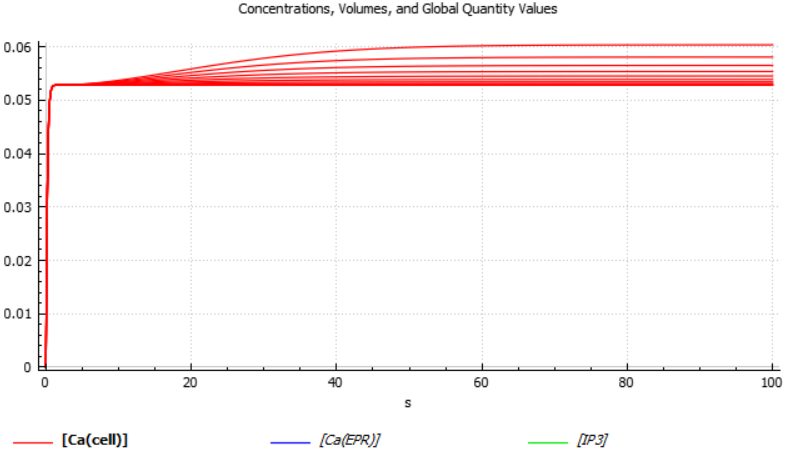 Concentrations, Volumes, and Global Quantity Values
0.06
0.05
0.04
0.03
0.02
0.01
0
0 20 40 60 80 100
s
[Ca(cell)] [Ca(EPR)] [IP3]